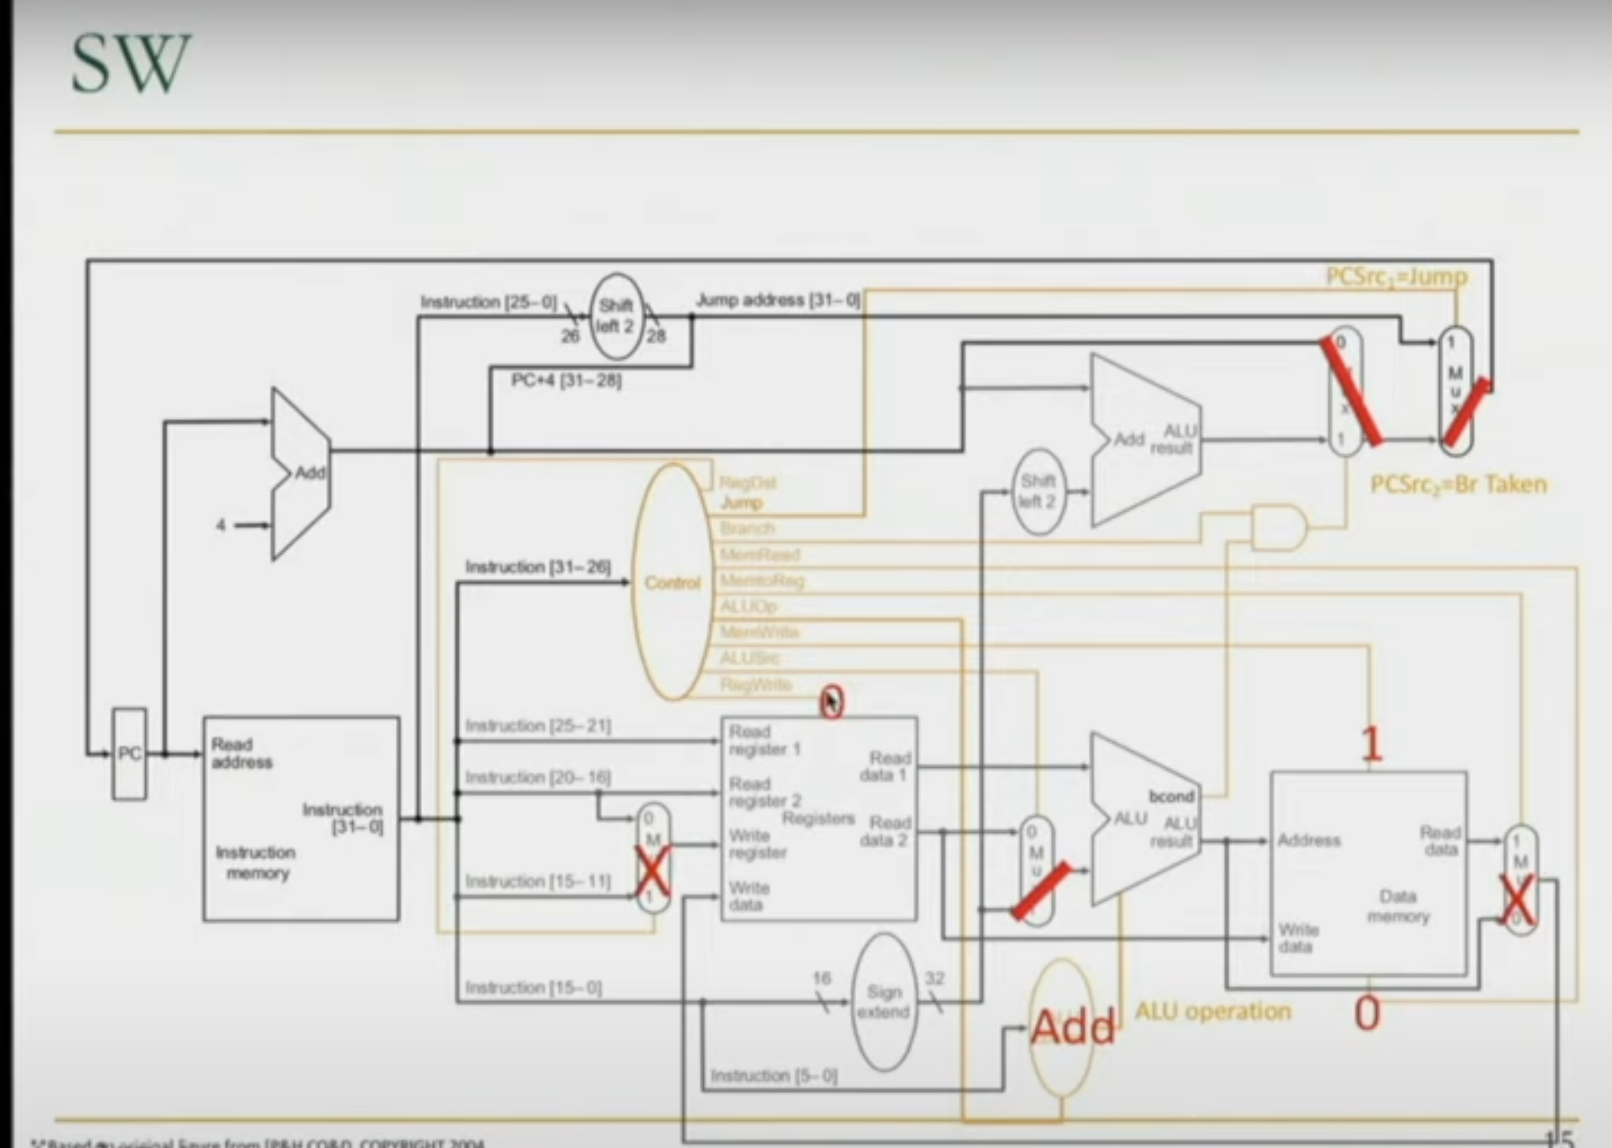 SW
PCSrc₁=Jump
Instruction [25–0]
Shift
left 2
Jump address [31–0]
26
28
PC+4 [31–28]
0
x
1
1
M
u
x
Add
ALU
result
Add
4
Shift
left 2
PCSrc₂=Br Taken
RegDst
Jump
Branch
MemRead
MemtoReg
ALUOp
MemWrite
ALUSrc
RegWrite
Control
Instruction [31–26]
0
1
PC
Read
address
Instruction
[31–0]
Instruction
memory
Instruction [25–21]
Instruction [20–16]
Instruction [15–11]
Instruction [15–0]
Instruction [5–0]
0
M
X
1
Read
register 1
Read
register 2
Registers
Write
register
Write
data
Read
data 1
Read
data 2
0
M
u
bcond
ALU
ALU
result
Address
Read
data
Data
memory
Write
data
1
M
u
X
0
16
Sign
extend
32
Add
ALU operation
0
15
*Based on original figure from [P&H CO&D, COPYRIGHT 2004